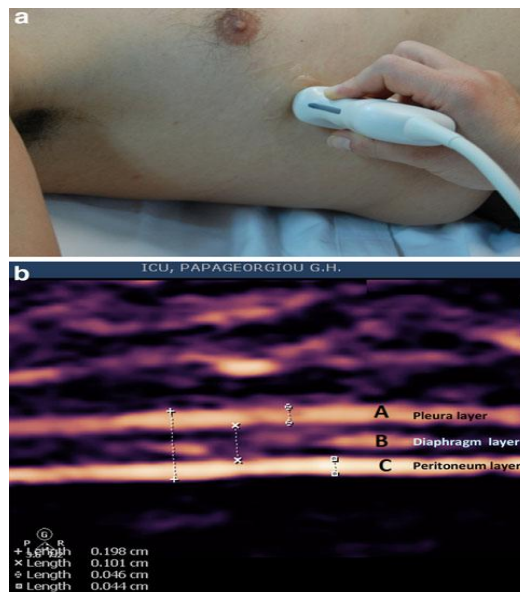 a
b
ICU, PAPAGEORGIOU G.H.
A Pleura layer
B Diaphragm layer
C Peritoneum layer
G
P R
+ Length 0.198 cm
× Length 0.101 cm
Length 0.046 cm
Length 0.044 cm